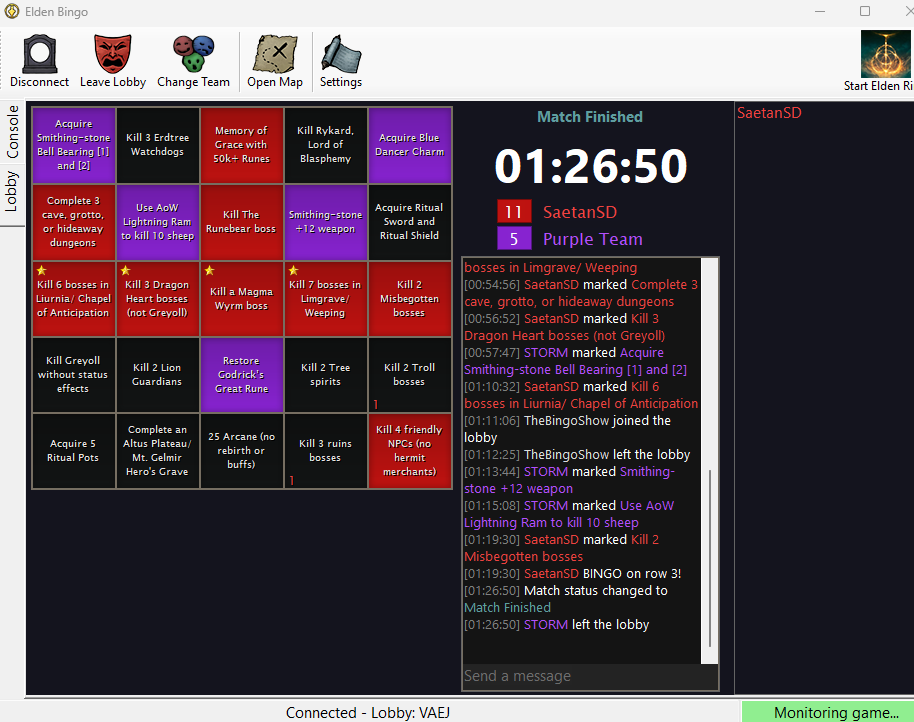 Elden Bingo
Disconnect
Leave Lobby
Change Team
Open Map
Settings
Start Elden Ri
Console
Lobby
Acquire
Smithing-stone
Bell Bearing [1]
and [2]
Kill 3 Erdtree
Watchdogs
Memory of
Grace with
50k+ Runes
Kill Rykard,
Lord of
Blasphemy
Acquire Blue
Dancer Charm
Complete 3
cave, grotto,
or hideaway
dungeons
Use AoW
Lightning Ram
to kill 10 sheep
Kill The
Runebear boss
Smithing-stone
+12 weapon
Acquire Ritual
Sword and
Ritual Shield
Kill 6 bosses in
Liurnia/ Chapel
of Anticipation
Kill 3 Dragon
Heart bosses
(not Greyoll)
Kill a Magma
Wyrm boss
Kill 7 bosses in
Limgrave/
Weeping
Kill 2
Misbegotten
bosses
Kill Greyoll
without status
effects
Kill 2 Lion
Guardians
Restore
Godrick's
Great Rune
Kill 2 Tree
spirits
Kill 2 Troll
bosses
1
Acquire 5
Ritual Pots
Complete an
Altus Plateau/
Mt. Gelmir
Hero's Grave
25 Arcane (no
rebirth or
buffs)
Kill 3 ruins
bosses
1
Kill 4 friendly
NPCs (no
hermit
merchants)
Match Finished
01:26:50
11 SaetanSD
5 Purple Team
bosses in Limgrave/ Weeping
[00:54:56] SaetanSD marked Complete 3
cave, grotto, or hideaway dungeons
[00:56:52] SaetanSD marked Kill 3
Dragon Heart bosses (not Greyoll)
[00:57:47] STORM marked Acquire
Smithing-stone Bell Bearing [1] and [2]
[01:10:32] SaetanSD marked Kill 6
bosses in Liurnia/ Chapel of Anticipation
[01:11:06] TheBingoShow joined the
lobby
[01:12:25] TheBingoShow left the lobby
[01:13:44] STORM marked Smithing-
stone +12 weapon
[01:15:08] STORM marked Use AoW
Lightning Ram to kill 10 sheep
[01:19:30] SaetanSD marked Kill 2
Misbegotten bosses
[01:19:30] SaetanSD BINGO on row 3!
[01:26:50] Match status changed to
Match Finished
[01:26:50] STORM left the lobby
Send a message
SaetanSD
Connected - Lobby: VAEJ
Monitoring game...